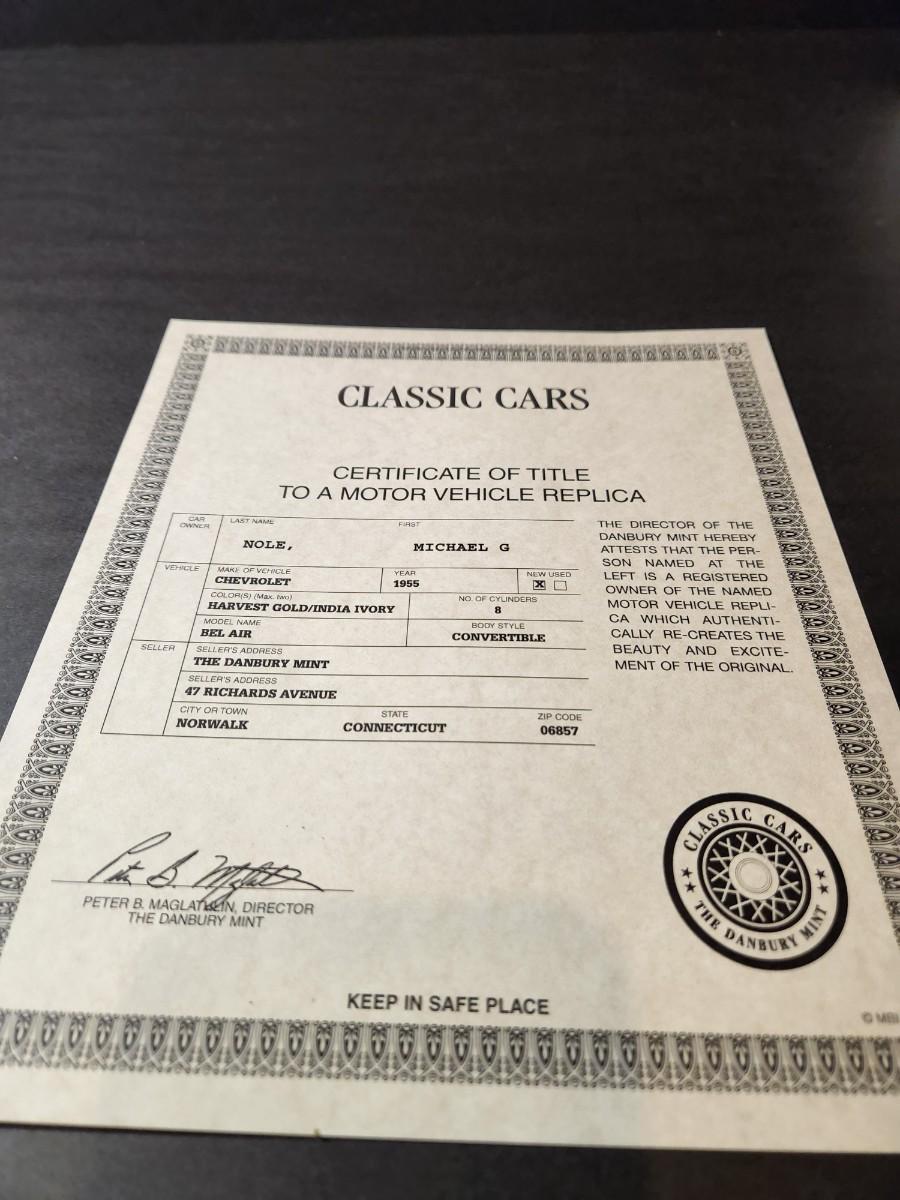 CLASSIC CARS
CERTIFICATE OF TITLE
TO A MOTOR VEHICLE REPLICA
CAR OWNER
LAST NAME FIRST
NOLE, MICHAEL G
VEHICLE
MAKE OF VEHICLE YEAR NEW USED
CHEVROLET 1955 X
COLOR(S) (Max. two) NO. OF CYLINDERS
HARVEST GOLD/INDIA IVORY 8
MODEL NAME BODY STYLE
BEL AIR CONVERTIBLE
SELLER
SELLER'S ADDRESS
THE DANBURY MINT
SELLER'S ADDRESS
47 RICHARDS AVENUE
CITY OR TOWN STATE ZIP CODE
NORWALK CONNECTICUT 06857
THE DIRECTOR OF THE
DANBURY MINT HEREBY
ATTESTS THAT THE PER-
SON NAMED AT THE
LEFT IS A REGISTERED
OWNER OF THE NAMED
MOTOR VEHICLE REPLI-
CA WHICH AUTHENTI-
CALLY RE-CREATES THE
BEAUTY AND EXCITE-
MENT OF THE ORIGINAL.
PETER B. MAGLATHLIN, DIRECTOR
THE DANBURY MINT
CLASSIC CARS
THE DANBURY MINT
KEEP IN SAFE PLACE
© MBI